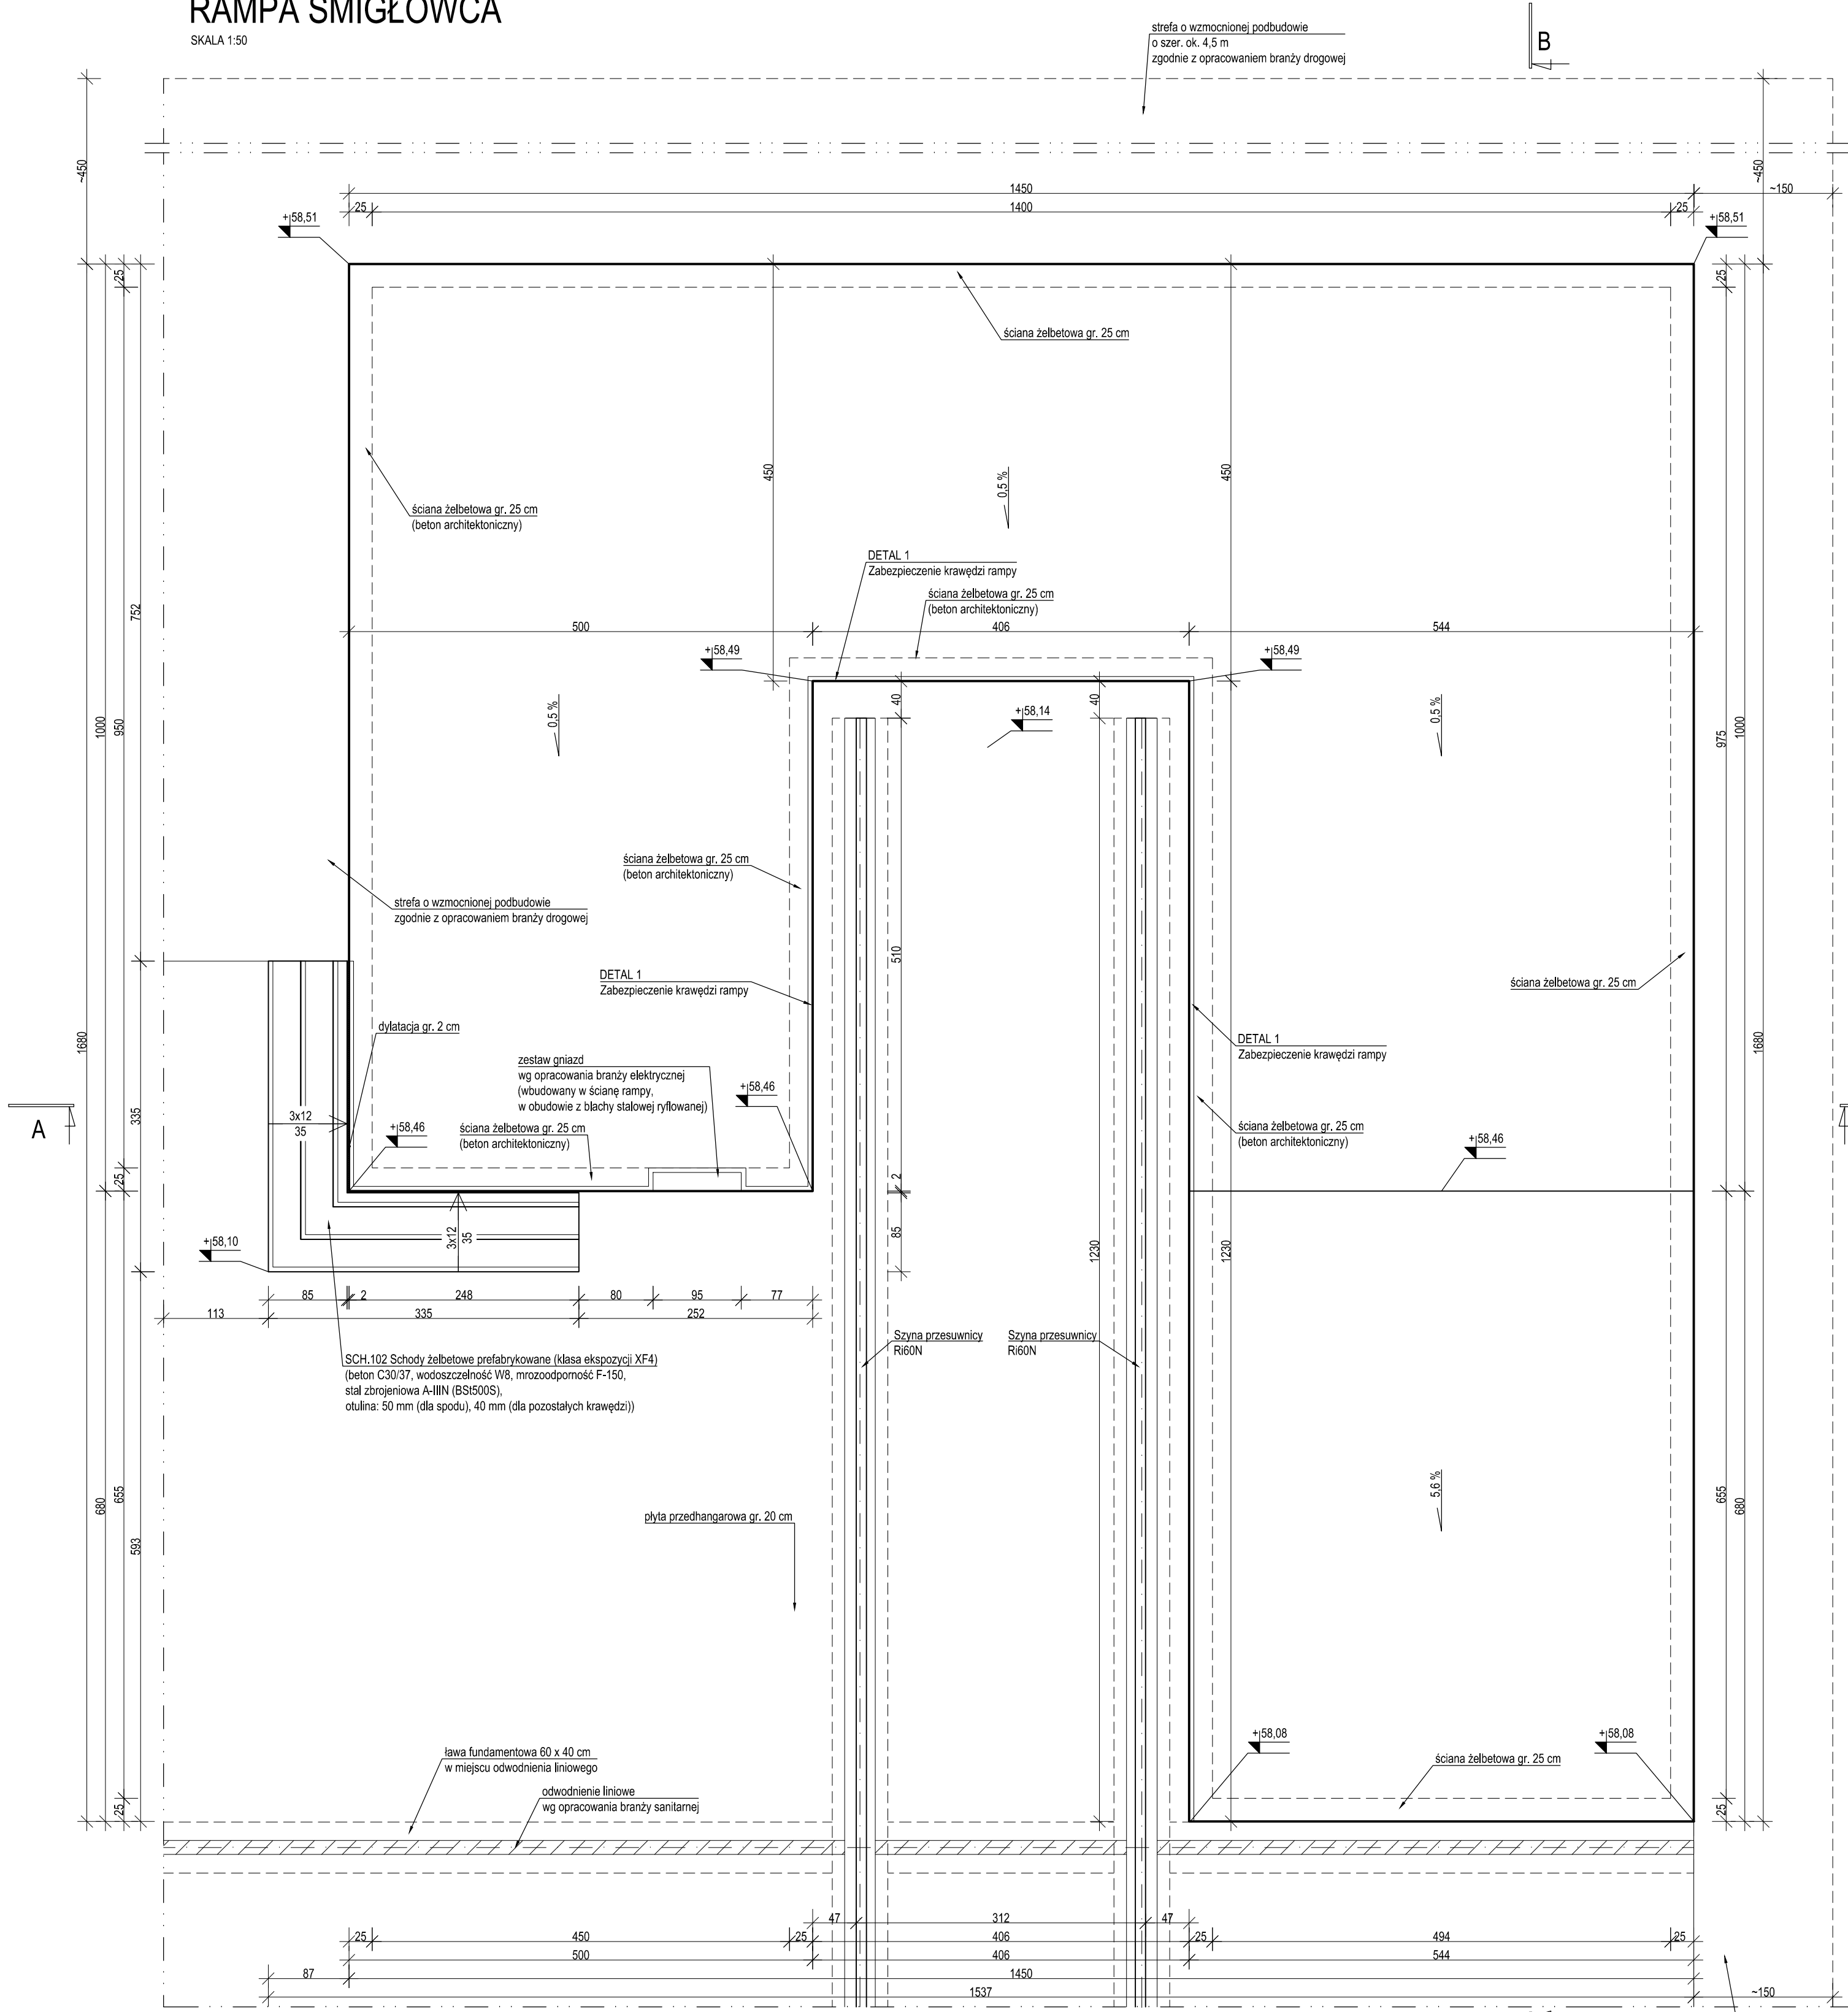 RAMPA ŚMIGŁOWCA
SKALA 1:50
strefa o wzmocnionej podbudowie
o szer. ok. 4,5 m
zgodnie z opracowaniem branży drogowej
B
~450
~450
1450
~150
25
1400
25
+58,51
+58,51
25
25
ściana żelbetowa gr. 25 cm
450
450
0,5 %
ściana żelbetowa gr. 25 cm
(beton architektoniczny)
DETAL 1
Zabezpieczenie krawędzi rampy
ściana żelbetowa gr. 25 cm
(beton architektoniczny)
752
500
406
544
+58,49
+58,49
40
40
+58,14
0,5 %
0,5 %
1000
950
975
1000
ściana żelbetowa gr. 25 cm
(beton architektoniczny)
strefa o wzmocnionej podbudowie
zgodnie z opracowaniem branży drogowej
510
DETAL 1
Zabezpieczenie krawędzi rampy
ściana żelbetowa gr. 25 cm
dylatacja gr. 2 cm
1680
1680
DETAL 1
Zabezpieczenie krawędzi rampy
zestaw gniazd
wg opracowania branży elektrycznej
(wbudowany w ścianę rampy,
w obudowie z blachy stalowej ryflowanej)
+58,46
A
335
3x12
35
+58,46
ściana żelbetowa gr. 25 cm
(beton architektoniczny)
ściana żelbetowa gr. 25 cm
(beton architektoniczny)
+58,46
25
2
85
3x12
35
+58,10
1230
1230
85
2
248
80
95
77
113
335
252
Szyna przesuwnicy
Ri60N
Szyna przesuwnicy
Ri60N
SCH.102 Schody żelbetowe prefabrykowane (klasa ekspozycji XF4)
(beton C30/37, wodoszczelność W8, mrozoodporność F-150,
stal zbrojeniowa A-IIIN (BSt500S),
otulina: 50 mm (dla spodu), 40 mm (dla pozostałych krawędzi))
680
655
593
5,6 %
655
680
płyta przedhangarowa gr. 20 cm
+58,08
+58,08
ława fundamentowa 60 x 40 cm
w miejscu odwodnienia liniowego
ściana żelbetowa gr. 25 cm
odwodnienie liniowe
wg opracowania branży sanitarnej
25
25
47
312
47
25
450
25
406
25
494
25
500
406
544
87
1450
1537
~150